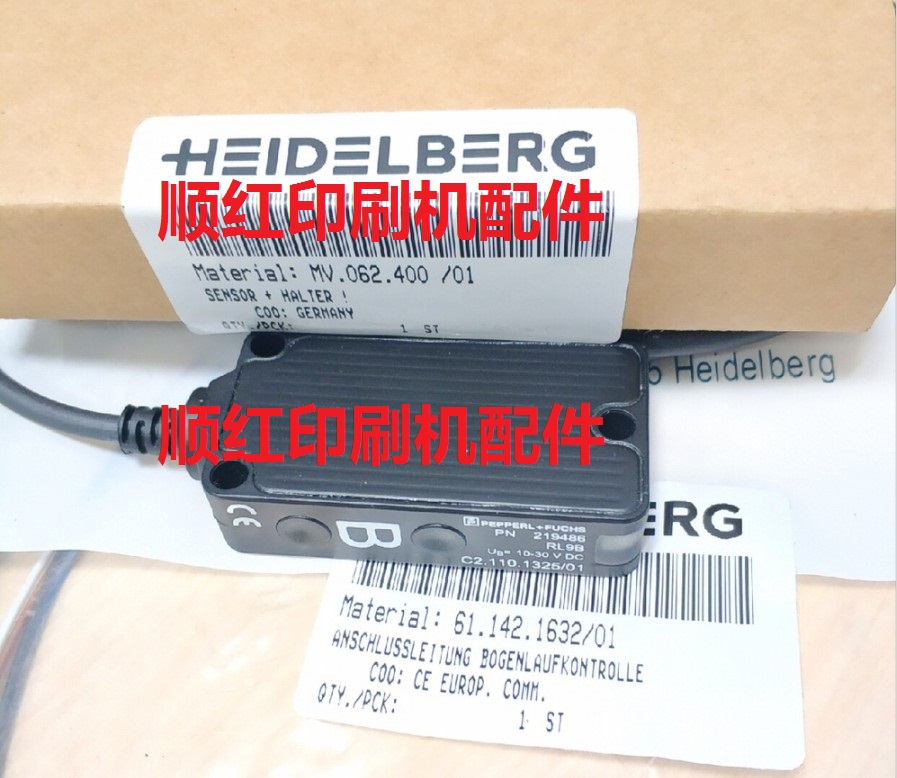 HEIDELBERG
顺红印刷机配件
Material: MV.062.400 /01
SENSOR + HALTER !
COO: GERMANY
QTY./PCK: 1 ST
5 Heidelberg
顺红印刷机配件
CE
B
PEPPERL+FUCHS
PN 219486
RL9B
UB= 10-30 V DC
C2.110.1325/01
ERG
Material: 61.142.1632/01
ANSCHLUSSLEITUNG BOGENLAUFKONTROLLE
COO: CE EUROP. COMM.
QTY./PCK: 1 ST